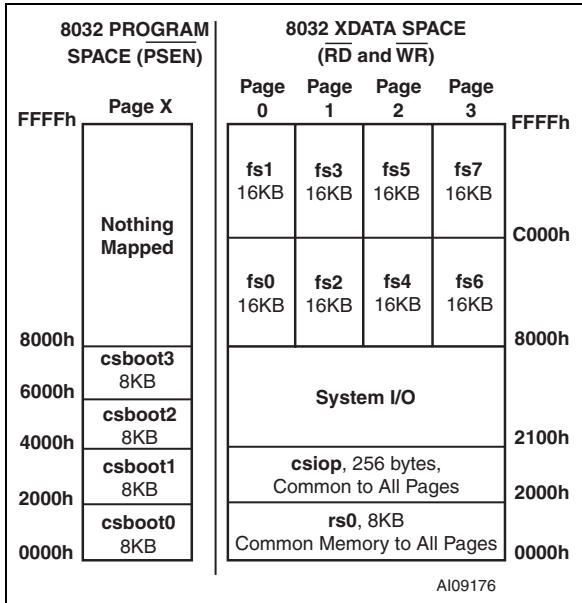 8032 PROGRAM
SPACE (PSEN)
Page X
FFFFh
Nothing
Mapped
8000h
csboot3
8KB
6000h
csboot2
8KB
4000h
csboot1
8KB
2000h
csboot0
8KB
0000h
8032 XDATA SPACE
(RD and WR)
Page Page Page Page
0 1 2 3
FFFFh
fs1 fs3 fs5 fs7
16KB 16KB 16KB 16KB
C000h
fs0 fs2 fs4 fs6
16KB 16KB 16KB 16KB
8000h
System I/O
2100h
csiop, 256 bytes,
Common to All Pages
2000h
rs0, 8KB
Common Memory to All Pages
0000h
AI09176